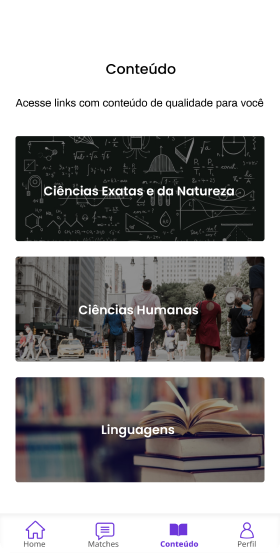 Conteúdo
Acesse links com conteúdo de qualidade para você
Ciências Exatas e da Natureza
Ciências Humanas
Linguagens
Home
Matches
Conteúdo
Perfil